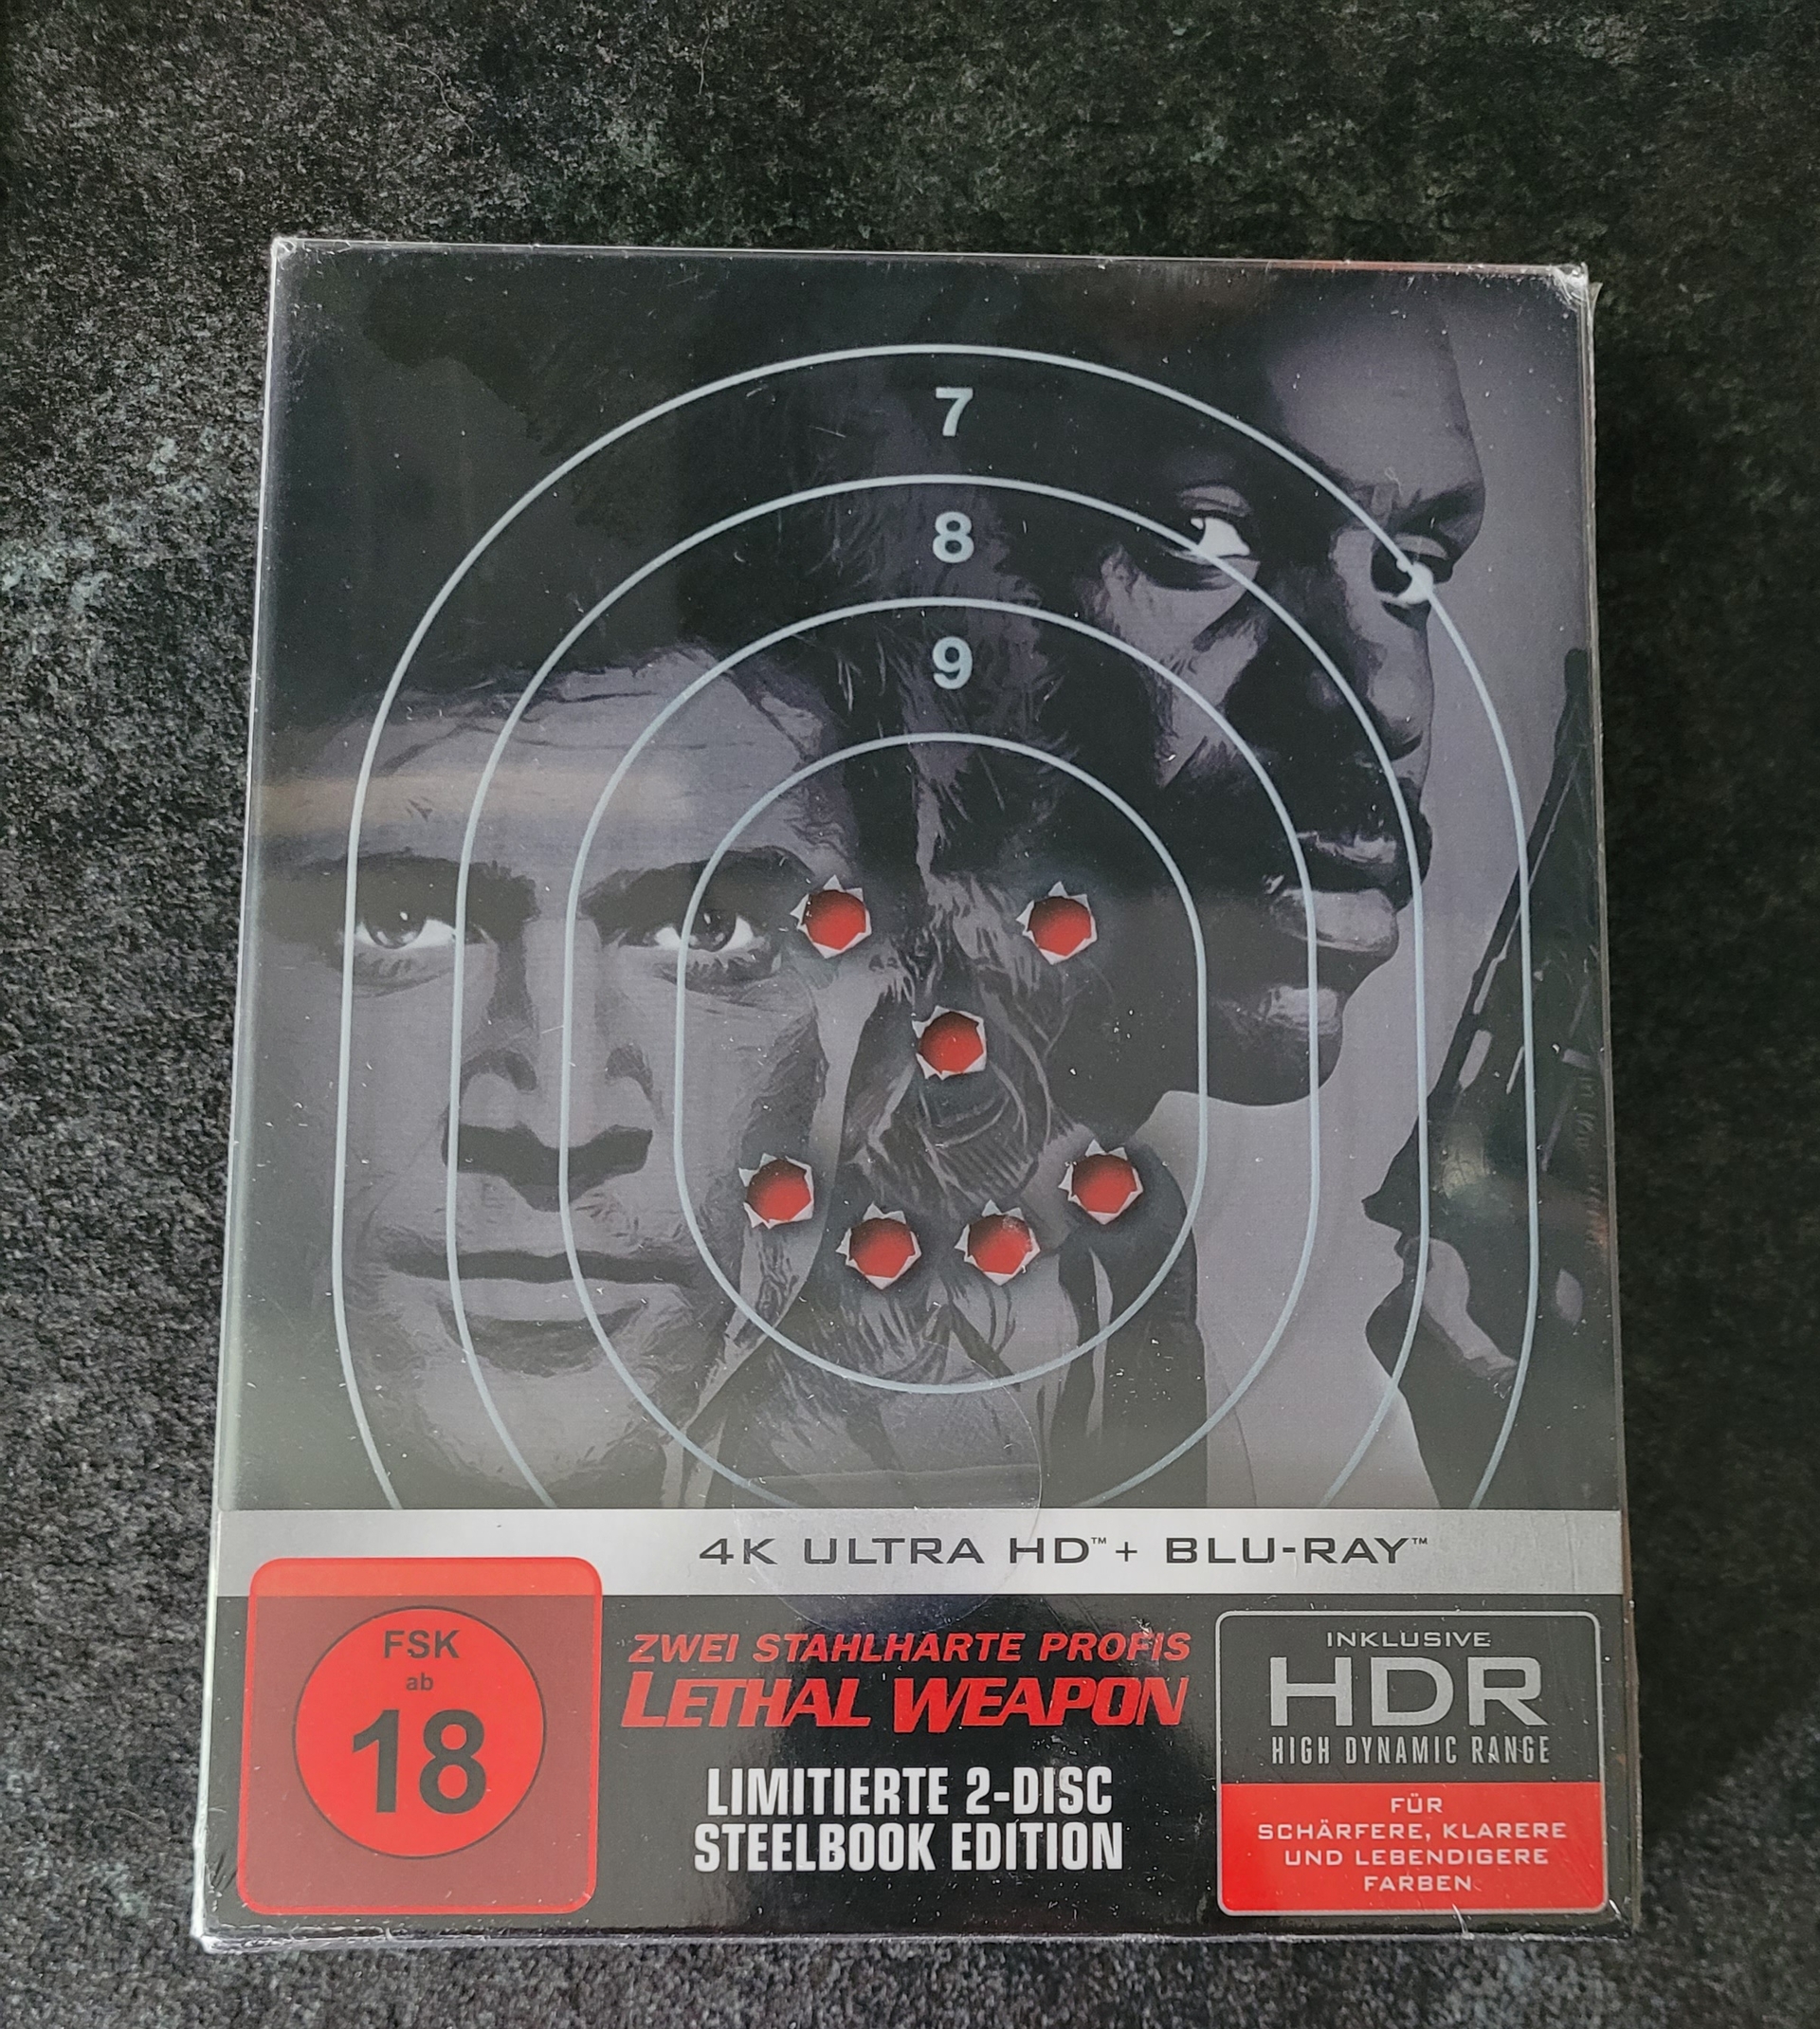 7
8
9
4K ULTRA HD™ + BLU-RAY™
FSK
ab
18
ZWEI STAHLHARTE PROFIS
LETHAL WEAPON
LIMITIERTE 2-DISC
STEELBOOK EDITION
INKLUSIVE
HDR
HIGH DYNAMIC RANGE
FÜR
SCHÄRFERE, KLARERE
UND LEBENDIGERE
FARBEN